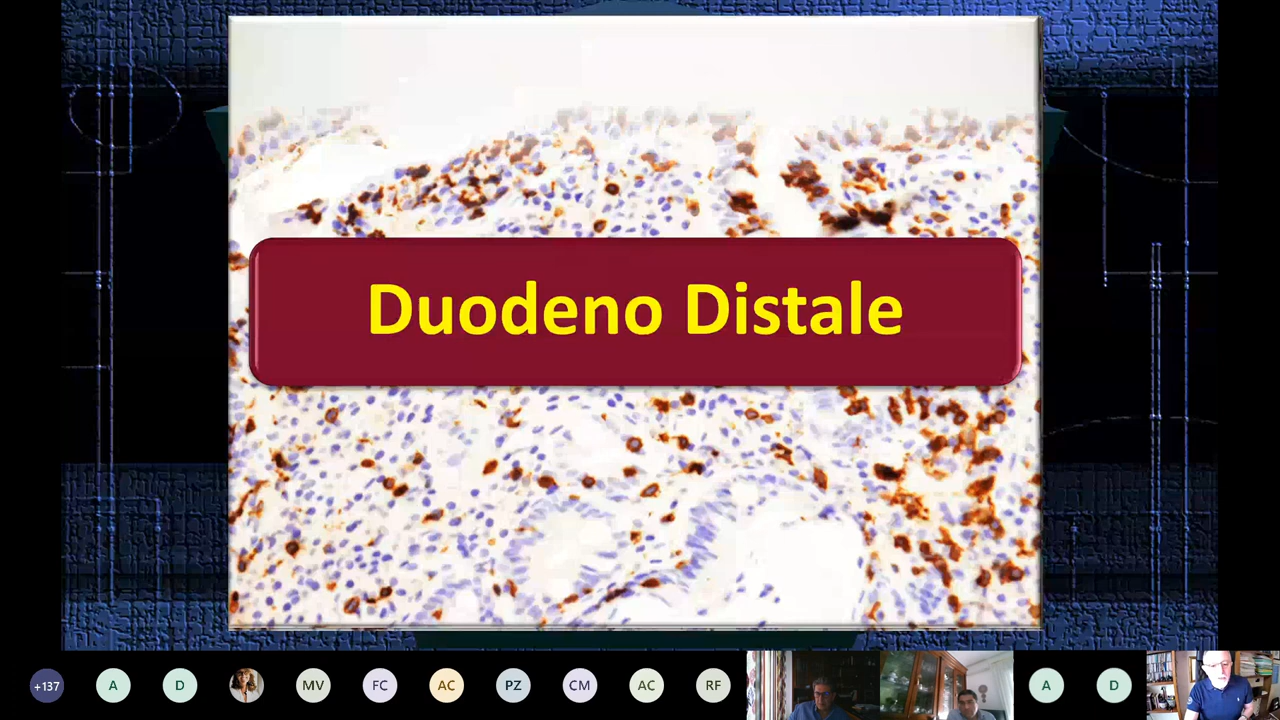 Duodeno Distale
+137
A
D
MV
FC
AC
PZ
CM
AC
RF
A
D